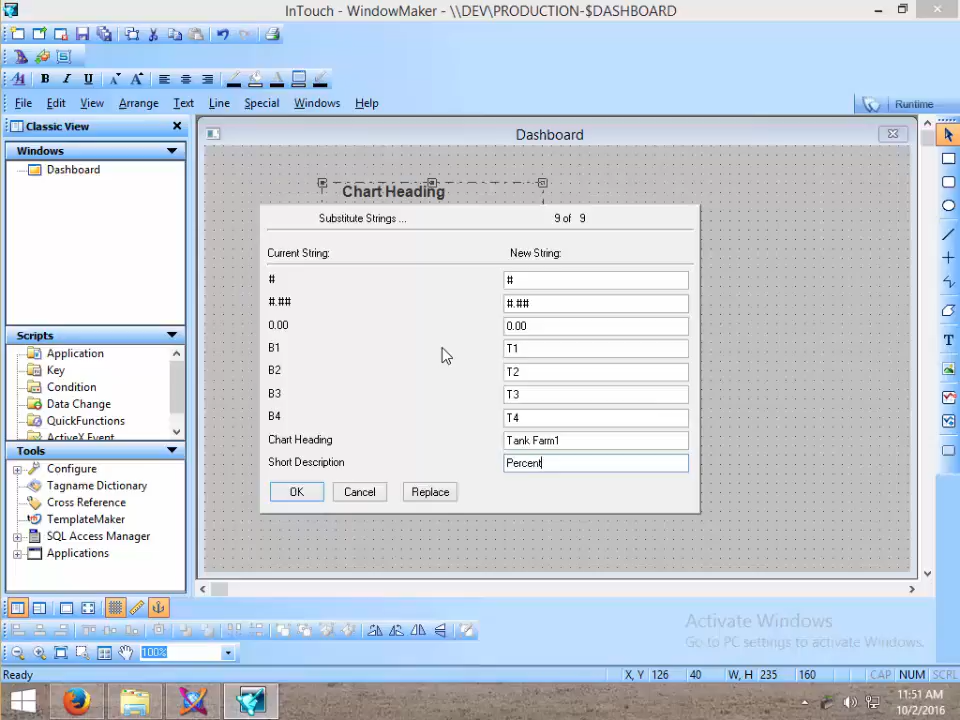 InTouch - WindowMaker - \\DEV\PRODUCTION-$DASHBOARD
File Edit View Arrange Text Line Special Windows Help
Runtime
Classic View
Windows
Dashboard
Scripts
Application
Key
Condition
Data Change
QuickFunctions
ActiveX Event
Tools
Configure
Tagname Dictionary
Cross Reference
TemplateMaker
SQL Access Manager
Applications
Dashboard
Chart Heading
Substitute Strings ... 9 of 9
Current String: New String:
# #
#.## #.##
0.00 0.00
B1 T1
B2 T2
B3 T3
B4 T4
Chart Heading Tank Farm1
Short Description Percent
OK Cancel Replace
Activate Windows
Go to PC settings to activate Windows.
100%
Ready X, Y 126 40 W, H 235 160 CAP NUM SCRL
11:51 AM
10/2/2016